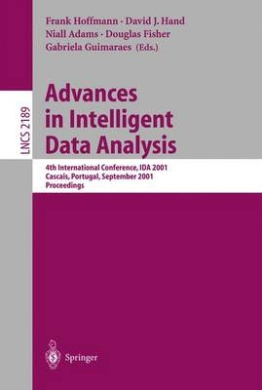 Frank Hoffmann · David J. Hand
Niall Adams · Douglas Fisher
Gabriela Guimaraes (Eds.)
LNCS 2189
Advances
in Intelligent
Data Analysis
4th International Conference, IDA 2001
Cascais, Portugal, September 2001
Proceedings
Springer